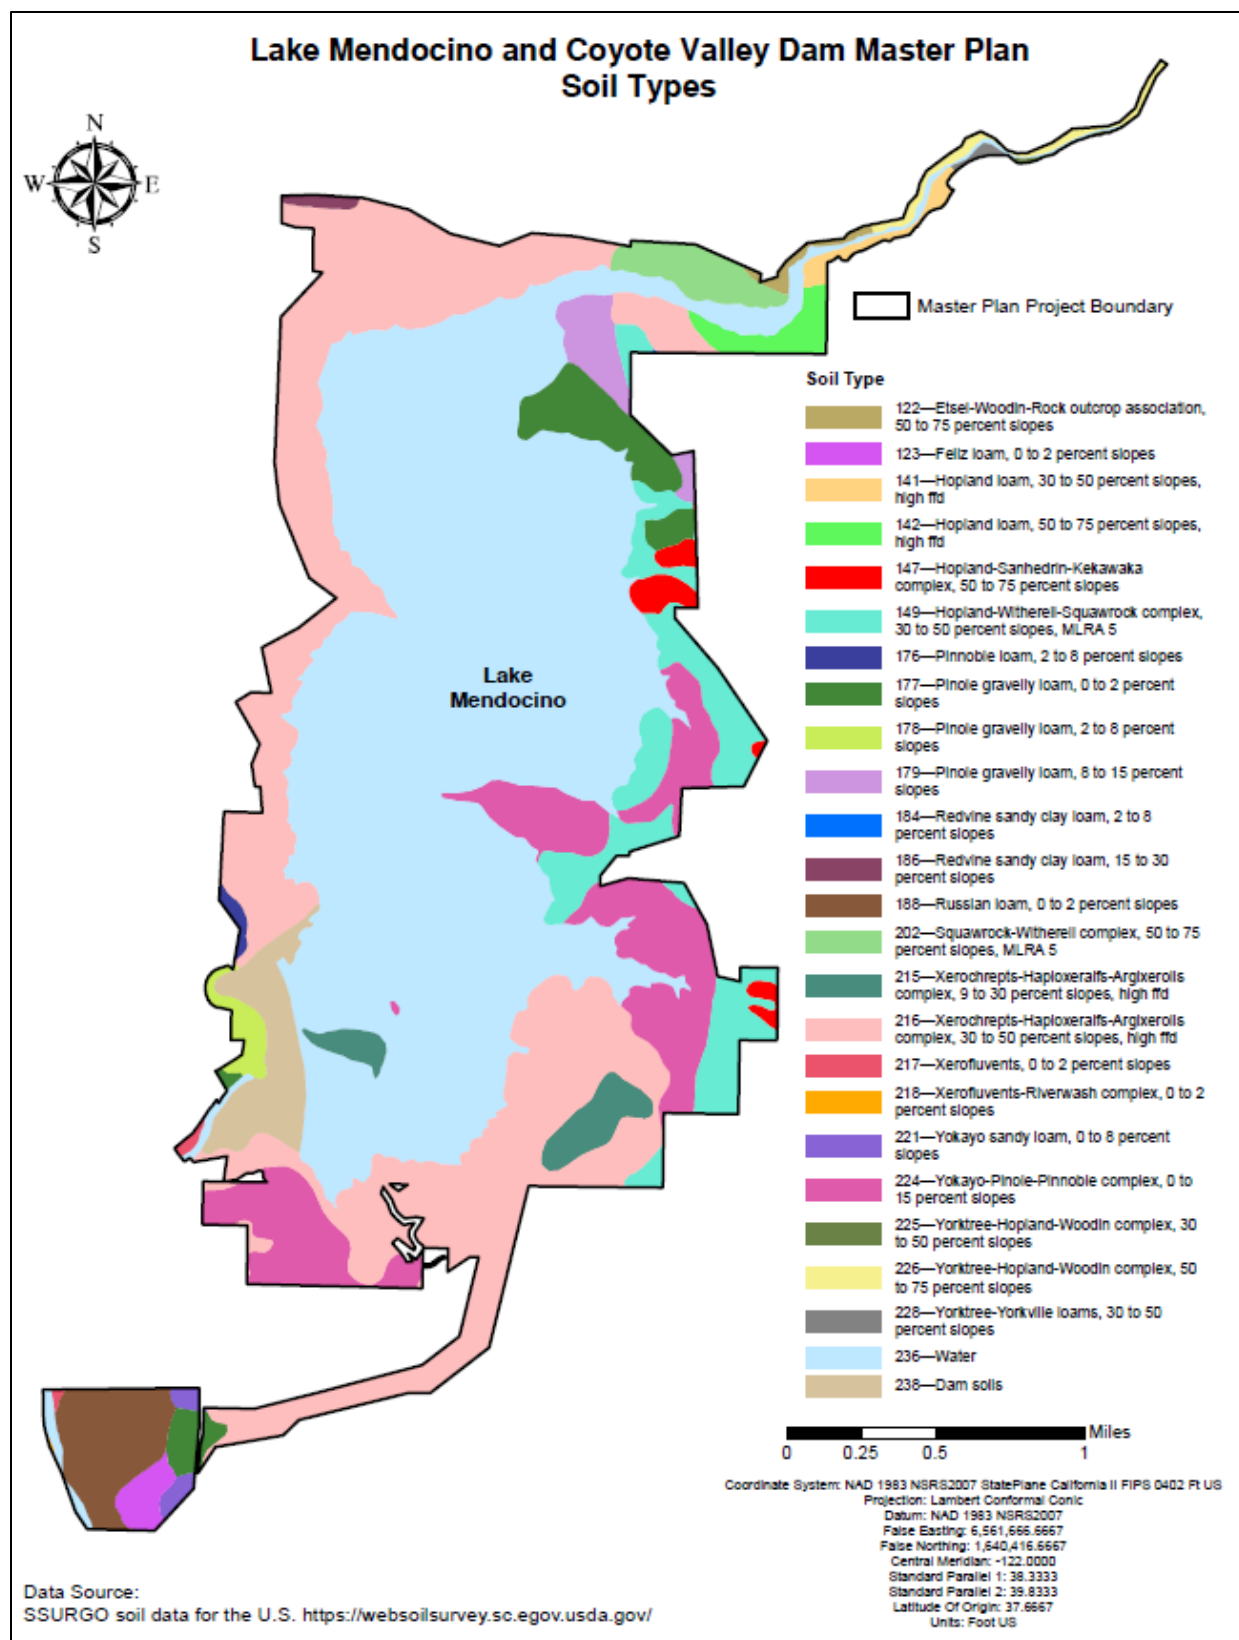 Lake Mendocino and Coyote Valley Dam Master Plan
Soil Types
N
W
E
S
Master Plan Project Boundary
Lake
Mendocino
Soil Type
122—Etsel-Woodin-Rock outcrop association,
50 to 75 percent slopes
123—Feliz loam, 0 to 2 percent slopes
141—Hopland loam, 30 to 50 percent slopes,
high ffd
142—Hopland loam, 50 to 75 percent slopes,
high ffd
147—Hopland-Sanhedrin-Kekawaka
complex, 50 to 75 percent slopes
149—Hopland-Witherell-Squawrock complex,
30 to 50 percent slopes, MLRA 5
176—Pinnoble loam, 2 to 8 percent slopes
177—Pinole gravelly loam, 0 to 2 percent
slopes
178—Pinole gravelly loam, 2 to 8 percent
slopes
179—Pinole gravelly loam, 8 to 15 percent
slopes
184—Redvine sandy clay loam, 2 to 8
percent slopes
186—Redvine sandy clay loam, 15 to 30
percent slopes
188—Russian loam, 0 to 2 percent slopes
202—Squawrock-Witherell complex, 50 to 75
percent slopes, MLRA 5
215—Xerochrepts-Haploxeralfs-Argixerolls
complex, 9 to 30 percent slopes, high ffd
216—Xerochrepts-Haploxeralfs-Argixerolls
complex, 30 to 50 percent slopes, high ffd
217—Xerofluvents, 0 to 2 percent slopes
218—Xerofluvents-Riverwash complex, 0 to 2
percent slopes
221—Yokayo sandy loam, 0 to 8 percent
slopes
224—Yokayo-Pinole-Pinnoble complex, 0 to
15 percent slopes
225—Yorktree-Hopland-Woodin complex, 30
to 50 percent slopes
226—Yorktree-Hopland-Woodin complex, 50
to 75 percent slopes
228—Yorktree-Yorkville loams, 30 to 50
percent slopes
236—Water
238—Dam soils
Miles
0 0.25 0.5 1
Coordinate System: NAD 1983 NSRS2007 StatePlane California II FIPS 0402 Ft US
Projection: Lambert Conformal Conic
Datum: NAD 1983 NSRS2007
False Easting: 6,561,666.6667
False Northing: 1,640,416.6667
Central Meridian: -122.0000
Standard Parallel 1: 38.3333
Standard Parallel 2: 39.8333
Latitude Of Origin: 37.6667
Units: Foot US
Data Source:
SSURGO soil data for the U.S. https://websoilsurvey.sc.egov.usda.gov/